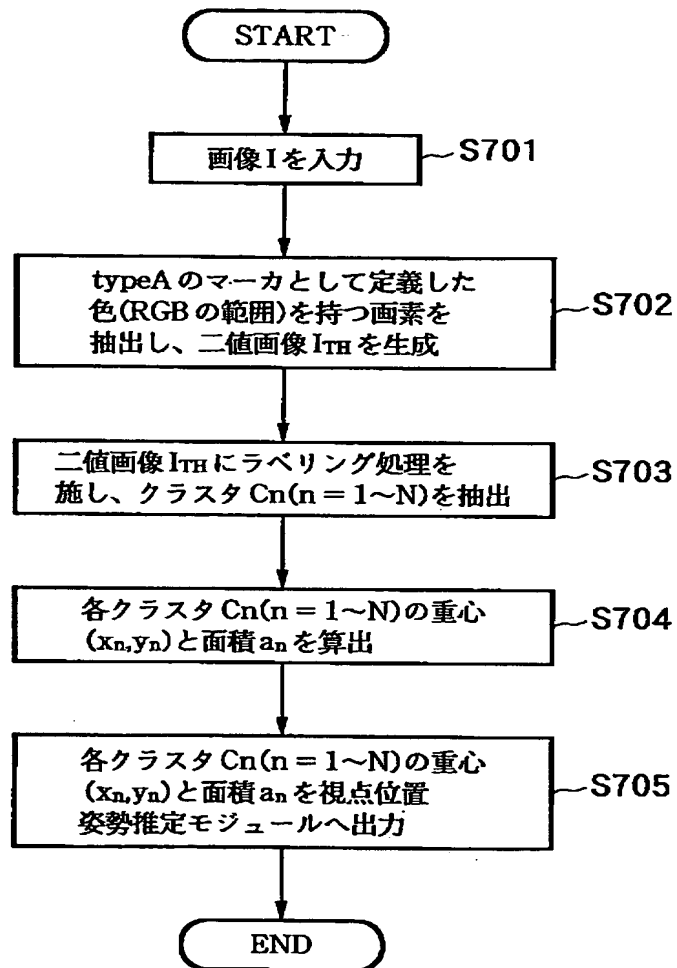 START
画像Iを入力
S701
typeAのマーカとして定義した
色(RGBの範囲)を持つ画素を
抽出し、二値画像ITHを生成
S702
二値画像ITHにラベリング処理を
施し、クラスタCn(n = 1~N)を抽出
S703
各クラスタCn(n = 1~N)の重心
(xn,yn)と面積anを算出
S704
各クラスタCn(n = 1~N)の重心
(xn,yn)と面積anを視点位置
姿勢推定モジュールへ出力
S705
END